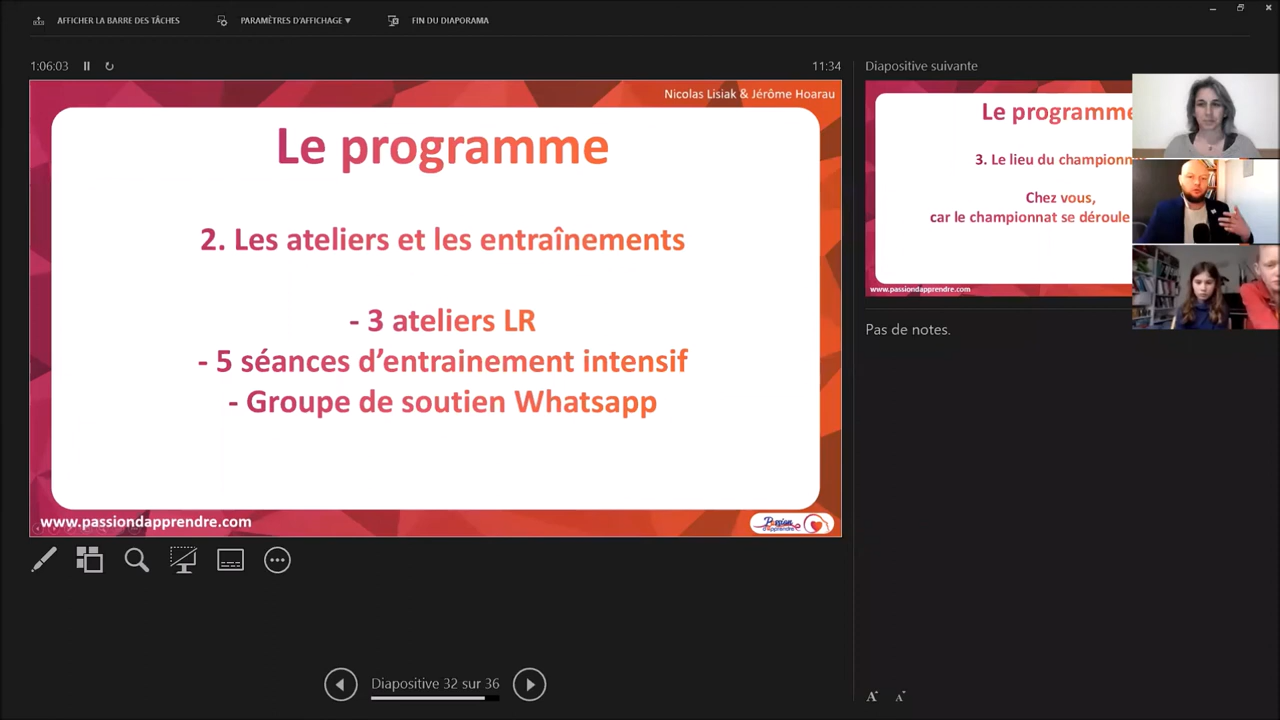 AFFICHER LA BARRE DES TÂCHES
PARAMÈTRES D'AFFICHAGE
FIN DU DIAPORAMA
1:06:03
11:34
Nicolas Lisiak & Jérôme Hoarau
Le programme
2. Les ateliers et les entraînements
- 3 ateliers LR
- 5 séances d’entrainement intensif
- Groupe de soutien Whatsapp
www.passiondapprendre.com
Passion d'apprendre
Diapositive 32 sur 36
Diapositive suivante
Le programme
3. Le lieu du championn
Chez vous,
car le championnat se déroule
www.passiondapprendre.com
Pas de notes.
A A